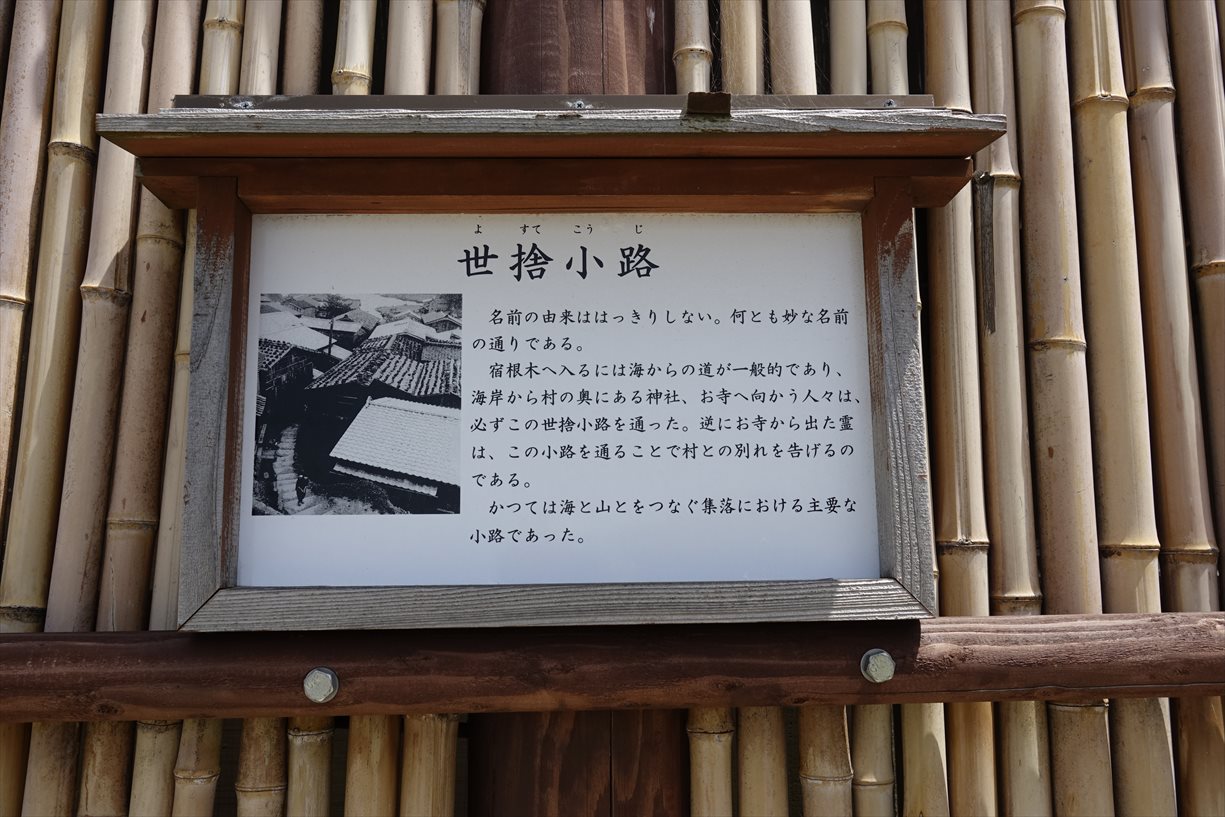 よすてこうじ
世捨小路
名前の由来ははっきりしない。何とも妙な名前
の通りである。
宿根木へ入るには海からの道が一般的であり、
海岸から村の奥にある神社、お寺へ向かう人々は、
必ずこの世捨小路を通った。逆にお寺から出た霊
は、この小路を通ることで村との別れを告げるの
である。
かつては海と山とをつなぐ集落における主要な
小路であった。